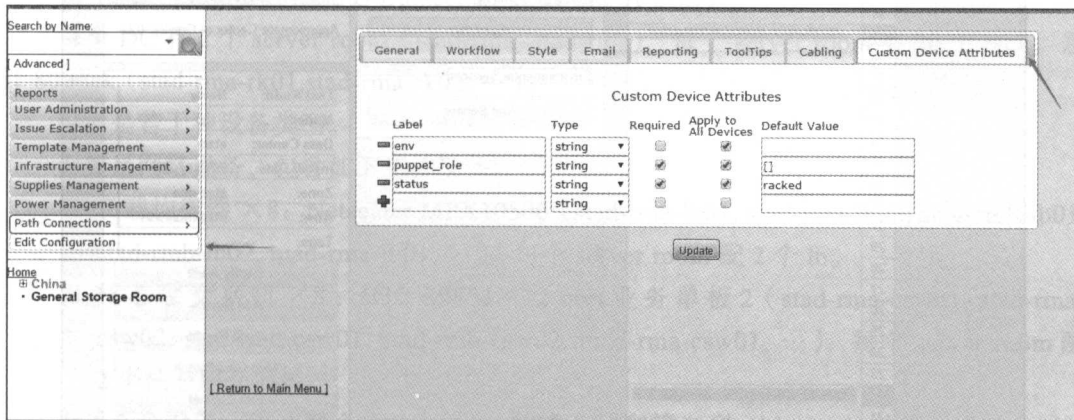 Search by Name:
[ Advanced ]
Reports
User Administration >
Issue Escalation >
Template Management >
Infrastructure Management >
Supplies Management >
Power Management >
Path Connections >
Edit Configuration
Home
China
General Storage Room
General Workflow Style Email Reporting ToolTips Cabling Custom Device Attributes
Custom Device Attributes
Label Type Required Apply to All Devices Default Value
env string
puppet_role string []
status string racked
string
Update
[ Return to Main Menu ]